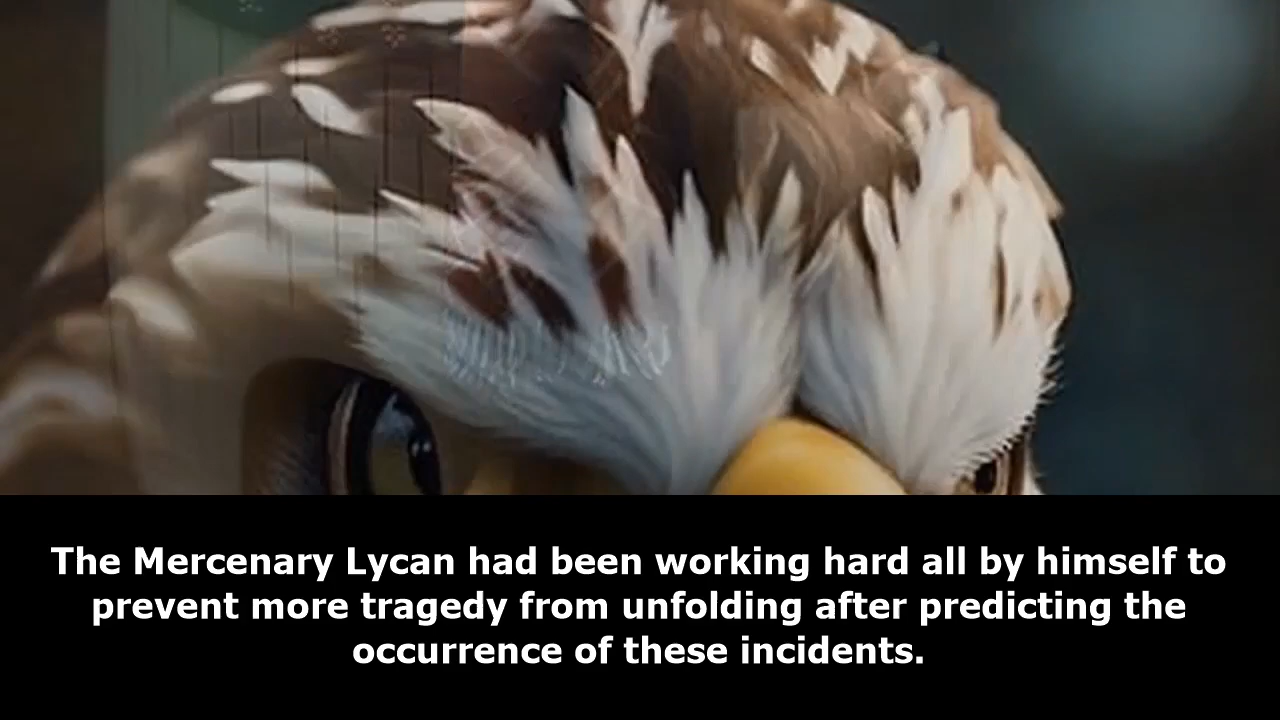 The Mercenary Lycan had been working hard all by himself to
prevent more tragedy from unfolding after predicting the
occurrence of these incidents.